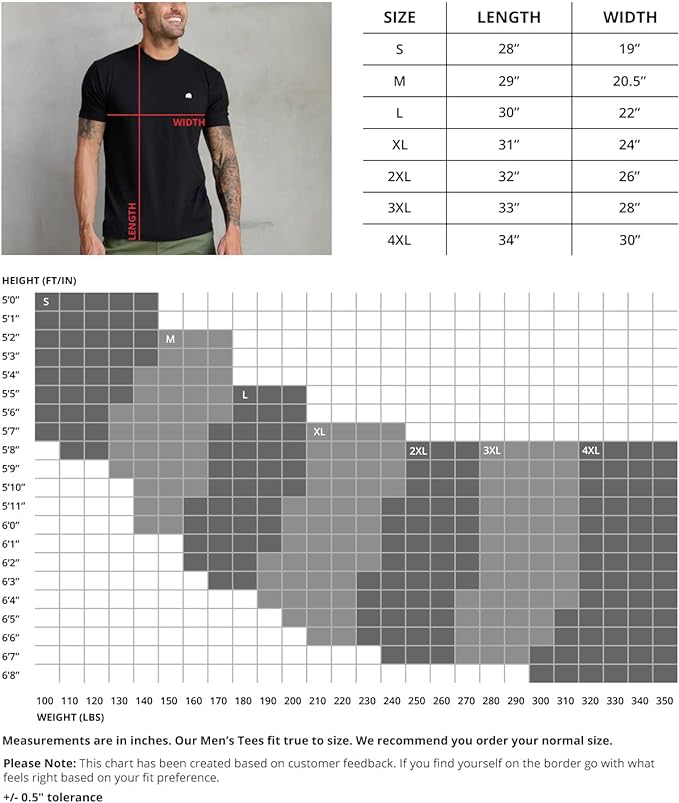 SIZE LENGTH WIDTH
S 28” 19”
M 29” 20.5”
L 30” 22”
XL 31” 24”
2XL 32” 26”
3XL 33” 28”
4XL 34” 30”
WIDTH
LENGTH
HEIGHT (FT/IN)
5’0” S
5’1”
5’2” M
5’3”
5’4”
5’5” L
5’6”
5’7” XL
5’8” 2XL 3XL 4XL
5’9”
5’10”
5’11”
6’0”
6’1”
6’2”
6’3”
6’4”
6’5”
6’6”
6’7”
6’8”
100 110 120 130 140 150 160 170 180 190 200 210 220 230 240 250 260 270 280 290 300 310 320 330 340 350
WEIGHT (LBS)
Measurements are in inches. Our Men’s Tees fit true to size. We recommend you order your normal size.
Please Note: This chart has been created based on customer feedback. If you find yourself on the border go with what
feels right based on your fit preference.
+/- 0.5" tolerance